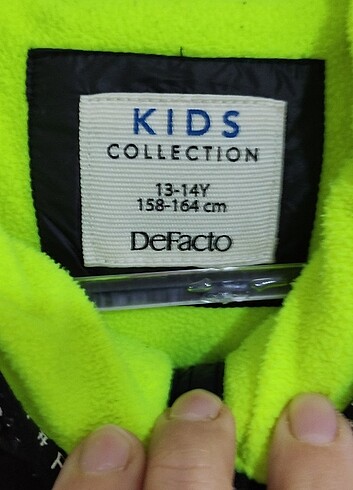 KIDS
COLLECTION
13-14Y
158-164 cm
DeFacto